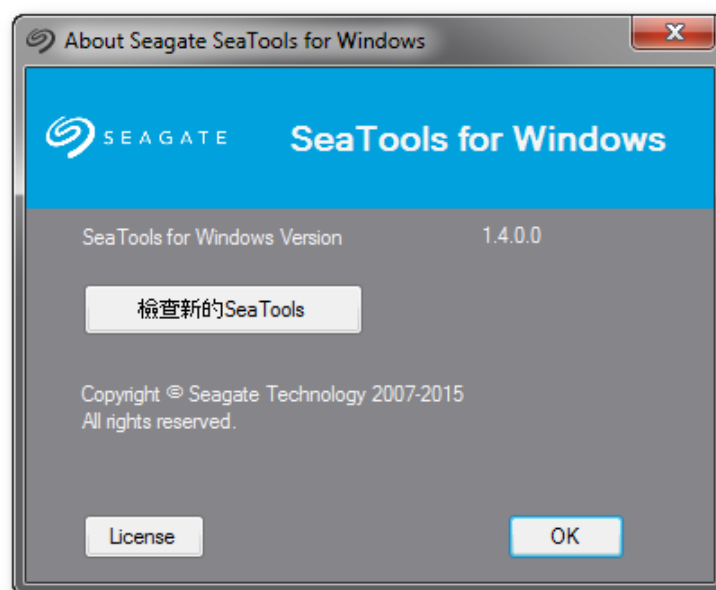 About Seagate SeaTools for Windows
SEAGATE
SeaTools for Windows
SeaTools for Windows Version 1.4.0.0
檢查新的SeaTools
Copyright © Seagate Technology 2007-2015
All rights reserved.
License
OK